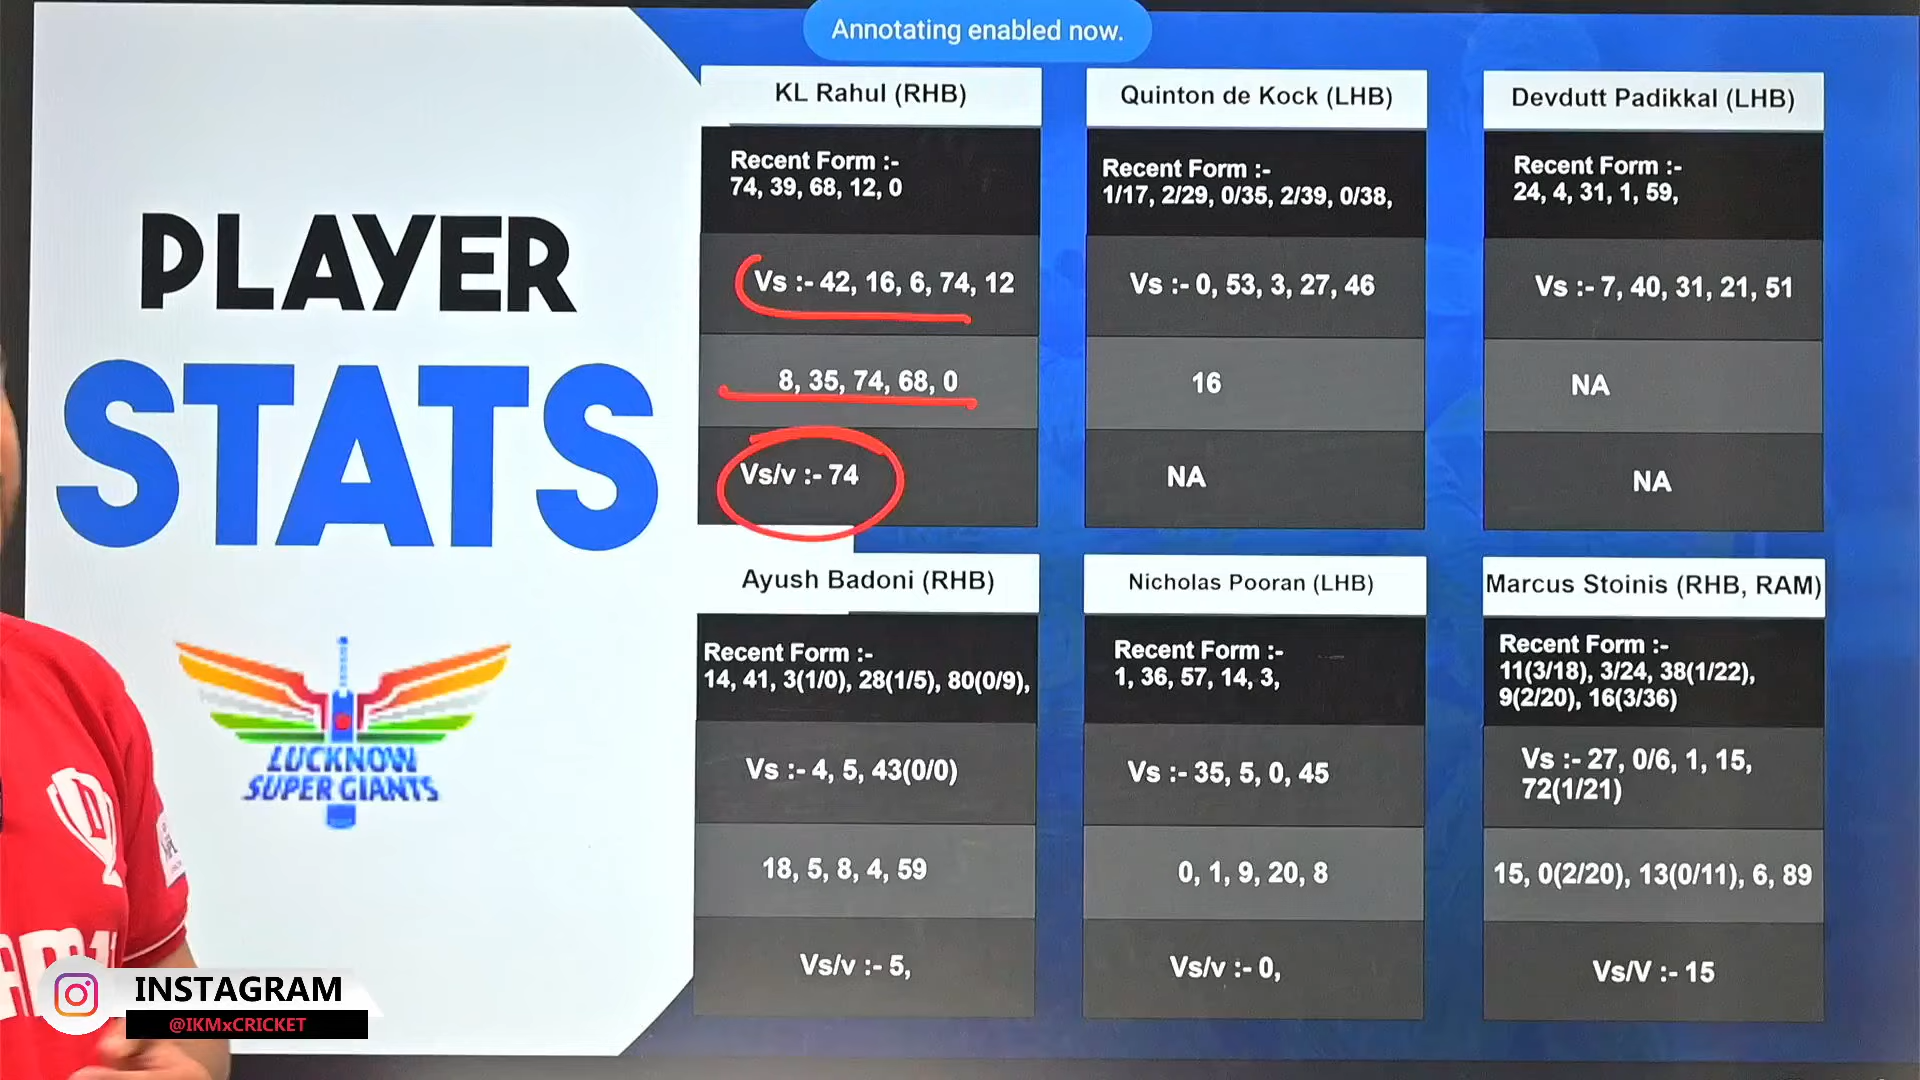 Annotating enabled now.
PLAYER
STATS
LUCKNOW
SUPER GIANTS
KL Rahul (RHB)
Recent Form :-
74, 39, 68, 12, 0
Vs :- 42, 16, 6, 74, 12
8, 35, 74, 68, 0
Vs/v :- 74
Quinton de Kock (LHB)
Recent Form :-
1/17, 2/29, 0/35, 2/39, 0/38,
Vs :- 0, 53, 3, 27, 46
16
NA
Devdutt Padikkal (LHB)
Recent Form :-
24, 4, 31, 1, 59,
Vs :- 7, 40, 31, 21, 51
NA
NA
Ayush Badoni (RHB)
Recent Form :-
14, 41, 3(1/0), 28(1/5), 80(0/9),
Vs :- 4, 5, 43(0/0)
18, 5, 8, 4, 59
Vs/v :- 5,
Nicholas Pooran (LHB)
Recent Form :-
1, 36, 57, 14, 3,
Vs :- 35, 5, 0, 45
0, 1, 9, 20, 8
Vs/v :- 0,
Marcus Stoinis (RHB, RAM)
Recent Form :-
11(3/18), 3/24, 38(1/22),
9(2/20), 16(3/36)
Vs :- 27, 0/6, 1, 15,
72(1/21)
15, 0(2/20), 13(0/11), 6, 89
Vs/V :- 15
INSTAGRAM
@IKMxCRICKET